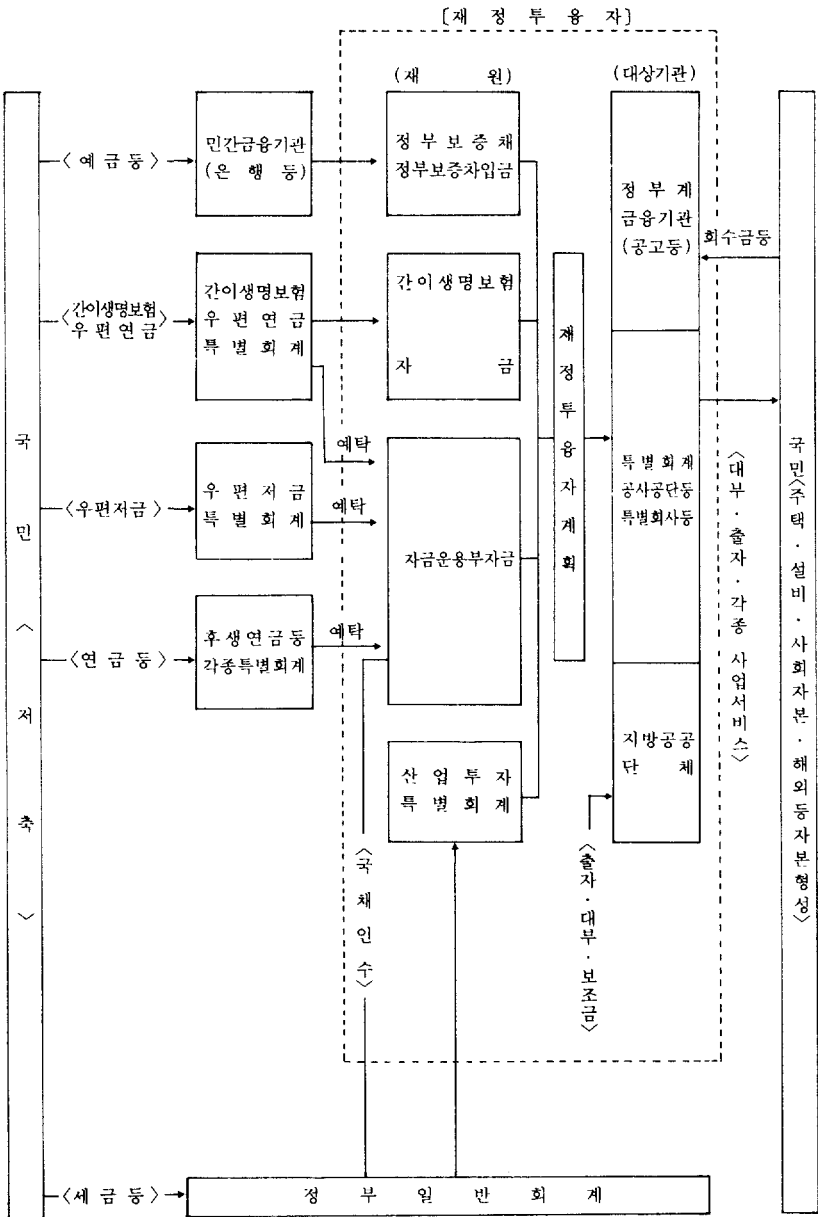 〔재 정 투 융 자〕
(재 원)
(대상기관)
〈예 금 등〉
민간금융기관
(은 행 등)
정 부 보 증 채
정부보증차입금
정 부 계
금융기관
(공고등)
회수금등
〈간이생명보험
우 편 연 금〉
간이생명보험
우 편 연 금
특 별 회 계
간이생명보험
자 금
재 정 투 융 자 계 획
국 민 〈저 축〉
예탁
〈우편저금〉
우 편 저 금
특 별 회 계
예탁
자금운용부자금
특 별 회 계
공사공단등
특별회사등
〈대부·출자·각종 사업서비스〉
국민〈주택·설비·사회자본·해외등자본형성〉
〈연 금 등〉
후생연금등
각종특별회계
예탁
산 업 투 자
특 별 회 계
지방공공
단 체
〈국 채 인 수〉
〈출자·대부·보조금〉
〈세 금 등〉
정 부 일 반 회 계